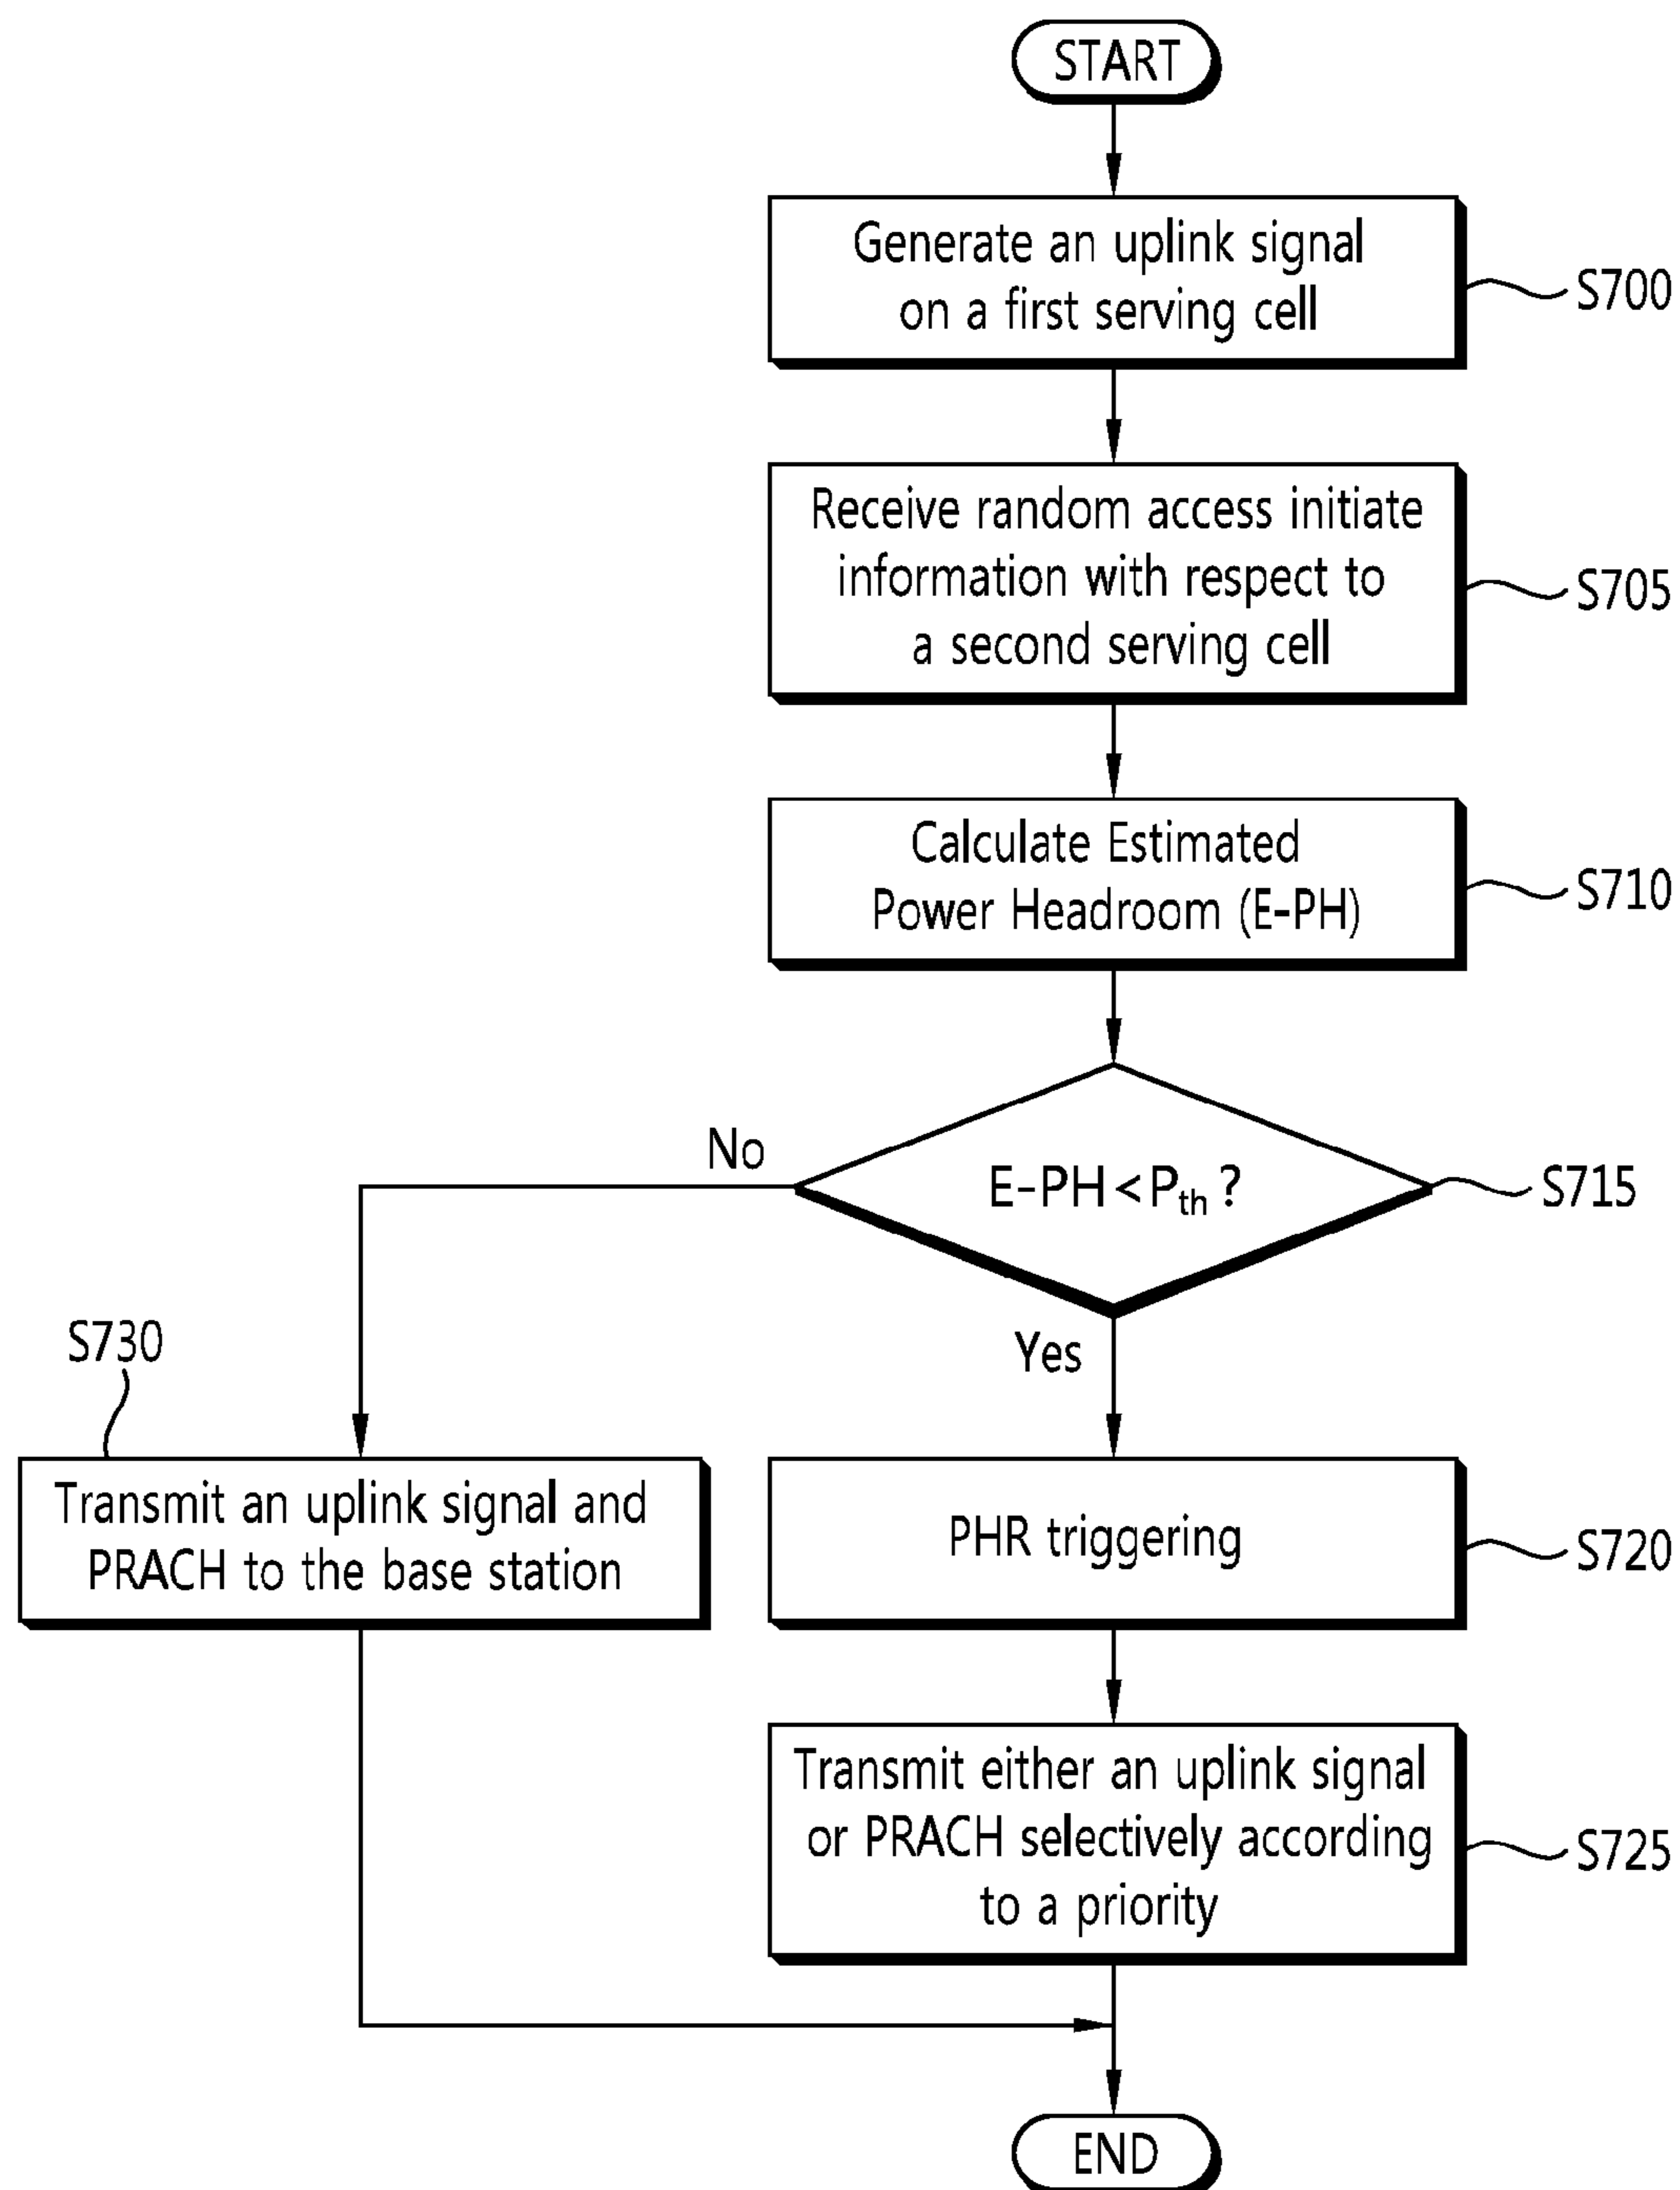 START
Generate an uplink signal
on a first serving cell
S700
Receive random access initiate
information with respect to
a second serving cell
S705
Calculate Estimated
Power Headroom (E-PH)
S710
E-PH<Pth ?
S715
No
Yes
S730
Transmit an uplink signal and
PRACH to the base station
PHR triggering
S720
Transmit either an uplink signal
or PRACH selectively according
to a priority
S725
END